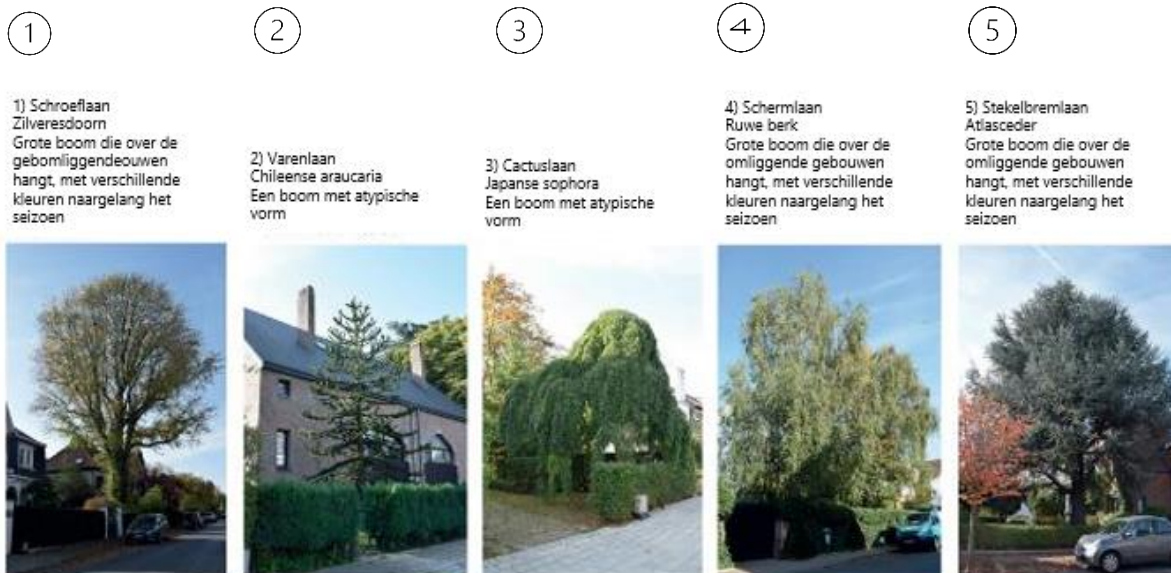 1
2
3
4
5
1) Schroeflaan
Zilveresdoorn
Grote boom die over de
gebomliggendeouwen
hangt, met verschillende
kleuren naargelang het
seizoen
2) Varenlaan
Chileense araucaria
Een boom met atypische
vorm
3) Cactuslaan
Japanse sophora
Een boom met atypische
vorm
4) Schermlaan
Ruwe berk
Grote boom die over de
omliggende gebouwen
hangt, met verschillende
kleuren naargelang het
seizoen
5) Stekelbremlaan
Atlasceder
Grote boom die over de
omliggende gebouwen
hangt, met verschillende
kleuren naargelang het
seizoen